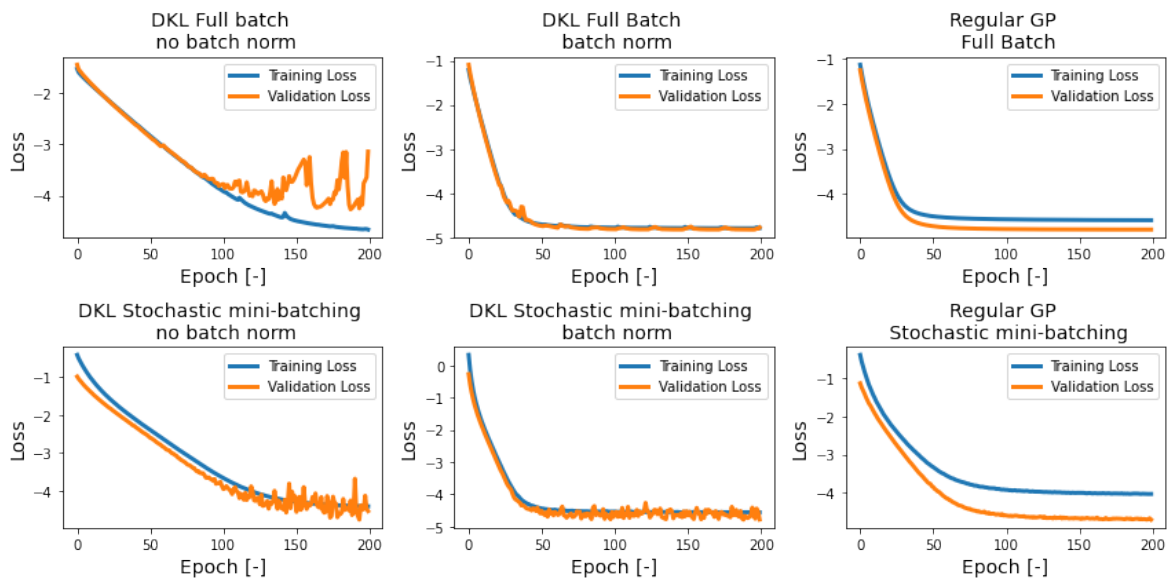 DKL Full batch
no batch norm
Training Loss
Validation Loss
−2
−3
−4
Loss
0 50 100 150 200
Epoch [-]
DKL Full Batch
batch norm
Training Loss
Validation Loss
−1
−2
−3
−4
−5
Loss
0 50 100 150 200
Epoch [-]
Regular GP
Full Batch
Training Loss
Validation Loss
−1
−2
−3
−4
Loss
0 50 100 150 200
Epoch [-]
DKL Stochastic mini-batching
no batch norm
Training Loss
Validation Loss
−1
−2
−3
−4
Loss
0 50 100 150 200
Epoch [-]
DKL Stochastic mini-batching
batch norm
Training Loss
Validation Loss
0
−1
−2
−3
−4
−5
Loss
0 50 100 150 200
Epoch [-]
Regular GP
Stochastic mini-batching
Training Loss
Validation Loss
−1
−2
−3
−4
Loss
0 50 100 150 200
Epoch [-]